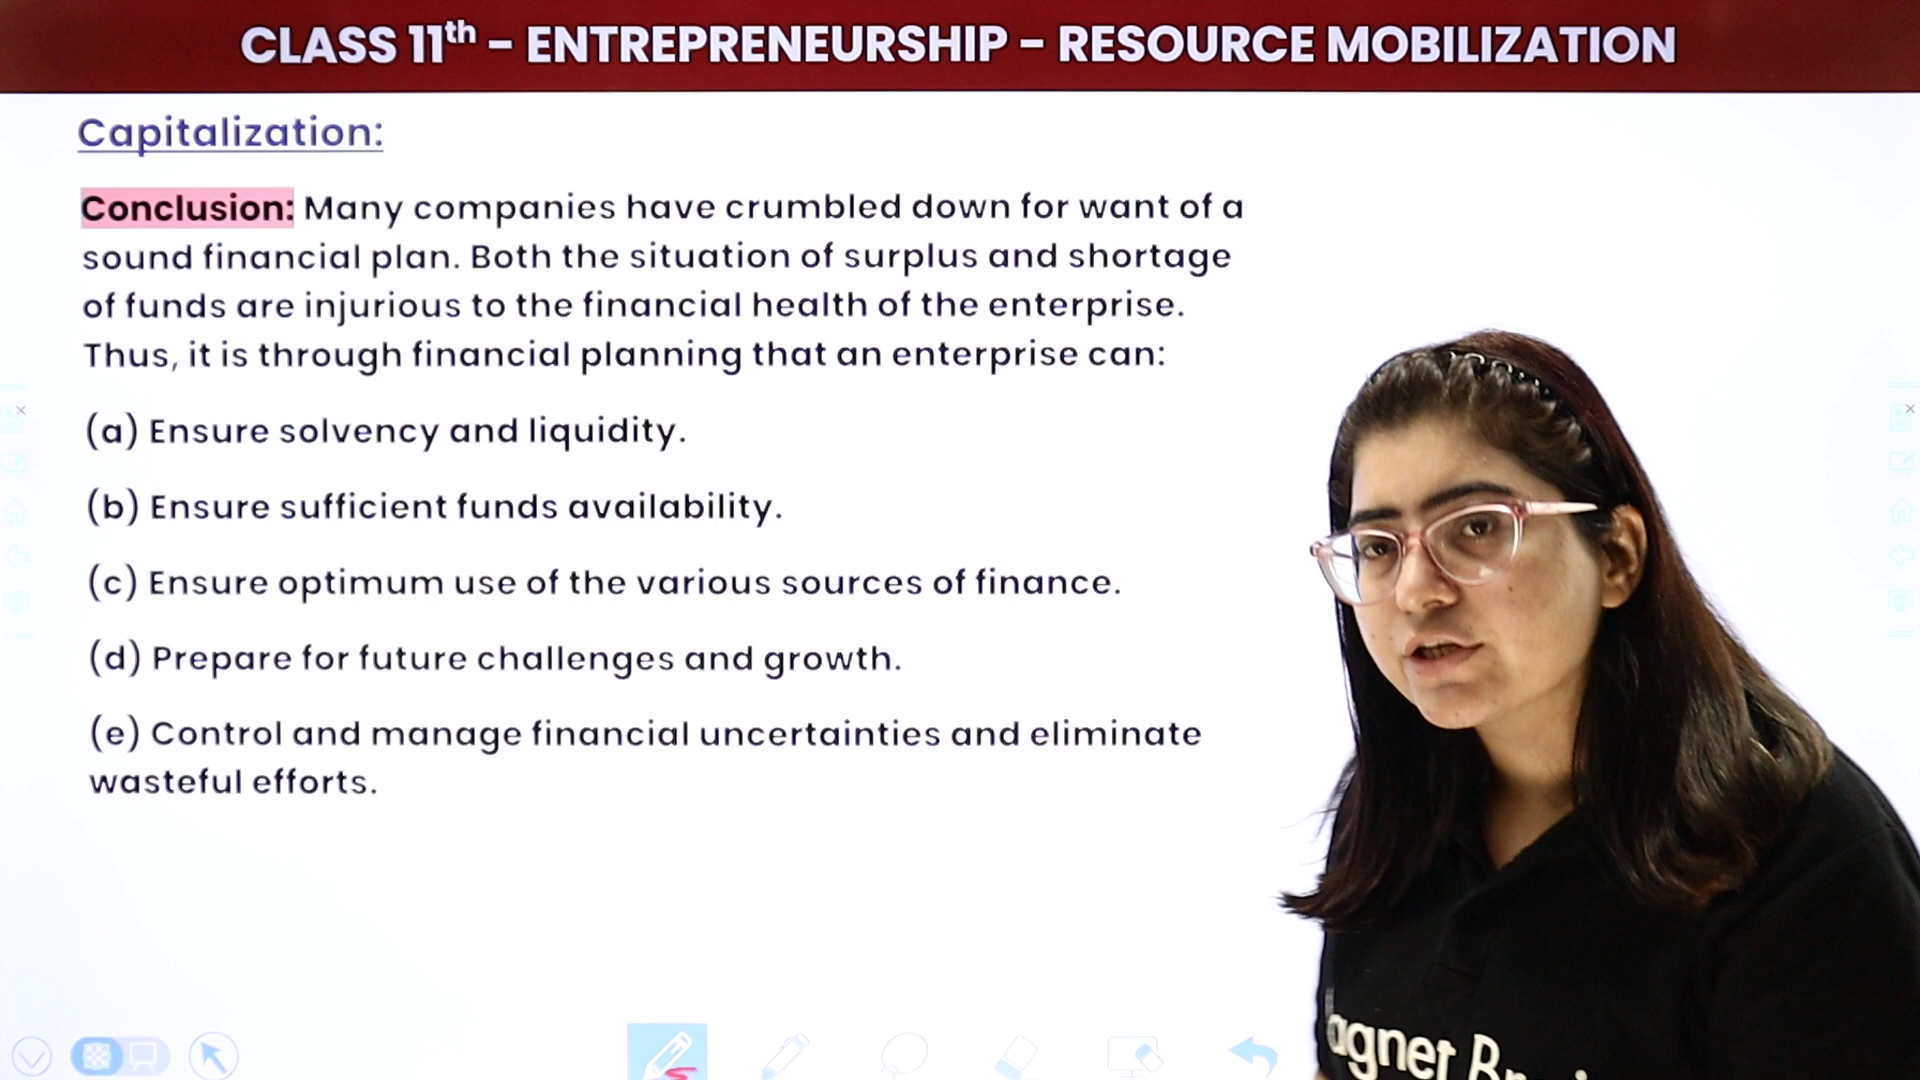 CLASS 11th - ENTREPRENEURSHIP - RESOURCE MOBILIZATION
Capitalization:
Conclusion: Many companies have crumbled down for want of a
sound financial plan. Both the situation of surplus and shortage
of funds are injurious to the financial health of the enterprise.
Thus, it is through financial planning that an enterprise can:
(a) Ensure solvency and liquidity.
(b) Ensure sufficient funds availability.
(c) Ensure optimum use of the various sources of finance.
(d) Prepare for future challenges and growth.
(e) Control and manage financial uncertainties and eliminate
wasteful efforts.
agnet